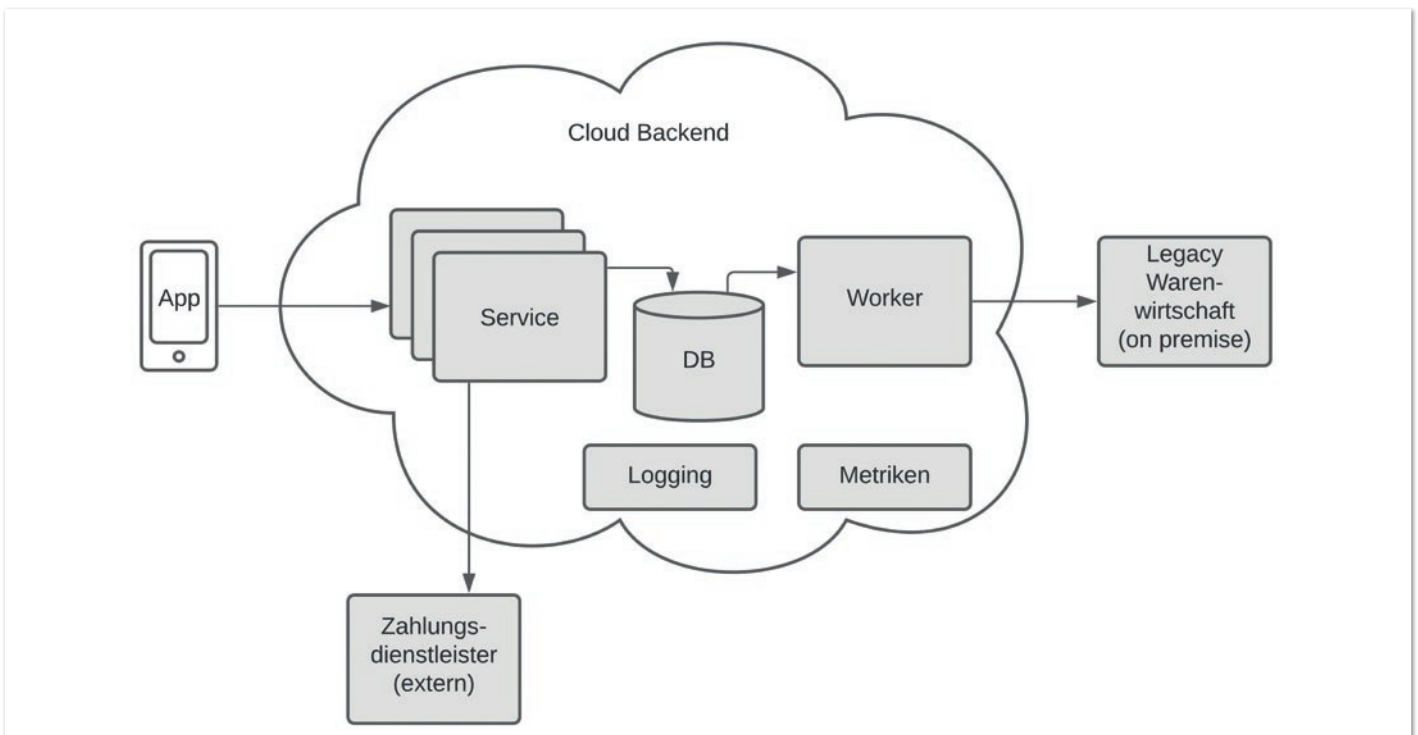 Cloud Backend
App
Service
DB
Worker
Legacy
Waren-
wirtschaft
(on premise)
Logging
Metriken
Zahlungs-
dienstleister
(extern)